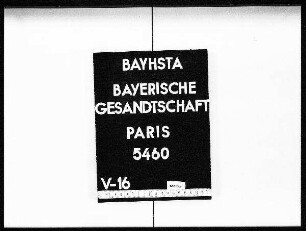 BAYHSTA
BAYERISCHE
GESANDTSCHAFT
PARIS
5460
V-16